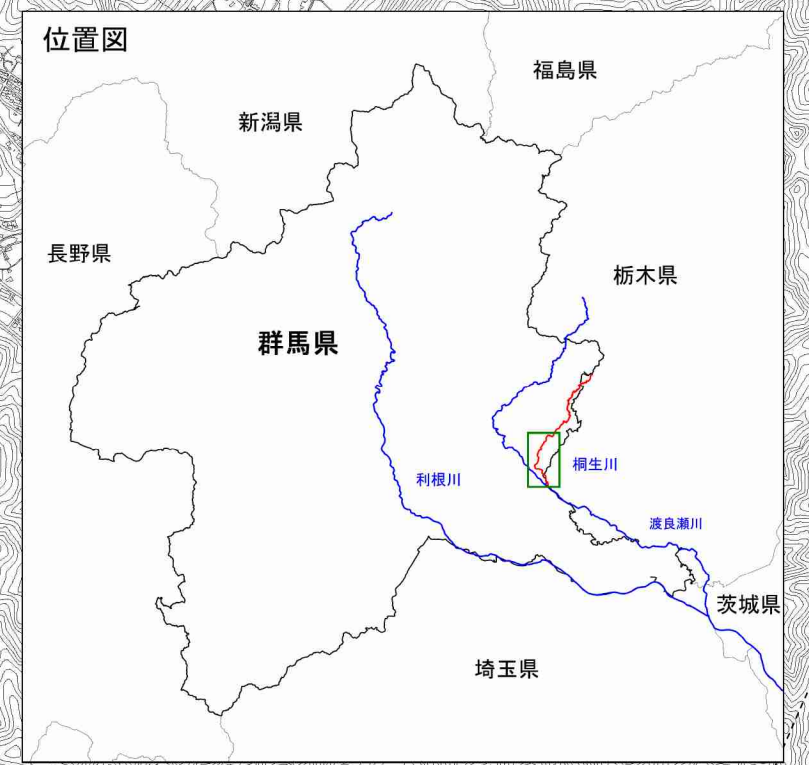 位置図
福島県
新潟県
長野県
栃木県
群馬県
桐生川
利根川
渡良瀬川
茨城県
埼玉県